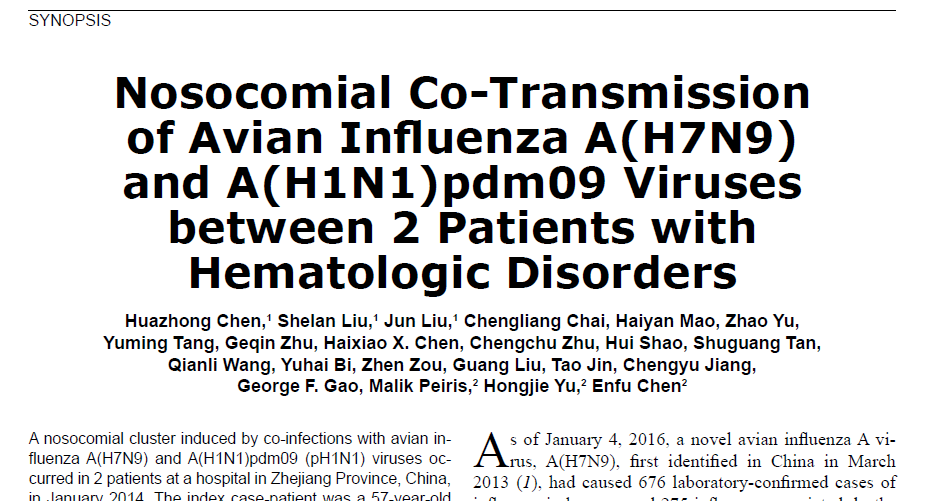 SYNOPSIS
Nosocomial Co-Transmission
of Avian Influenza A(H7N9)
and A(H1N1)pdm09 Viruses
between 2 Patients with
Hematologic Disorders
Huazhong Chen,¹ Shelan Liu,¹ Jun Liu,¹ Chengliang Chai, Haiyan Mao, Zhao Yu,
Yuming Tang, Geqin Zhu, Haixiao X. Chen, Chengchu Zhu, Hui Shao, Shuguang Tan,
Qianli Wang, Yuhai Bi, Zhen Zou, Guang Liu, Tao Jin, Chengyu Jiang,
George F. Gao, Malik Peiris,² Hongjie Yu,² Enfu Chen²
A nosocomial cluster induced by co-infections with avian in-
fluenza A(H7N9) and A(H1N1)pdm09 (pH1N1) viruses oc-
curred in 2 patients at a hospital in Zhejiang Province, China,
in January 2014. The index case-patient was a 57-year-old
As of January 4, 2016, a novel avian influenza A vi-
rus, A(H7N9), first identified in China in March
2013 (1), had caused 676 laboratory-confirmed cases of